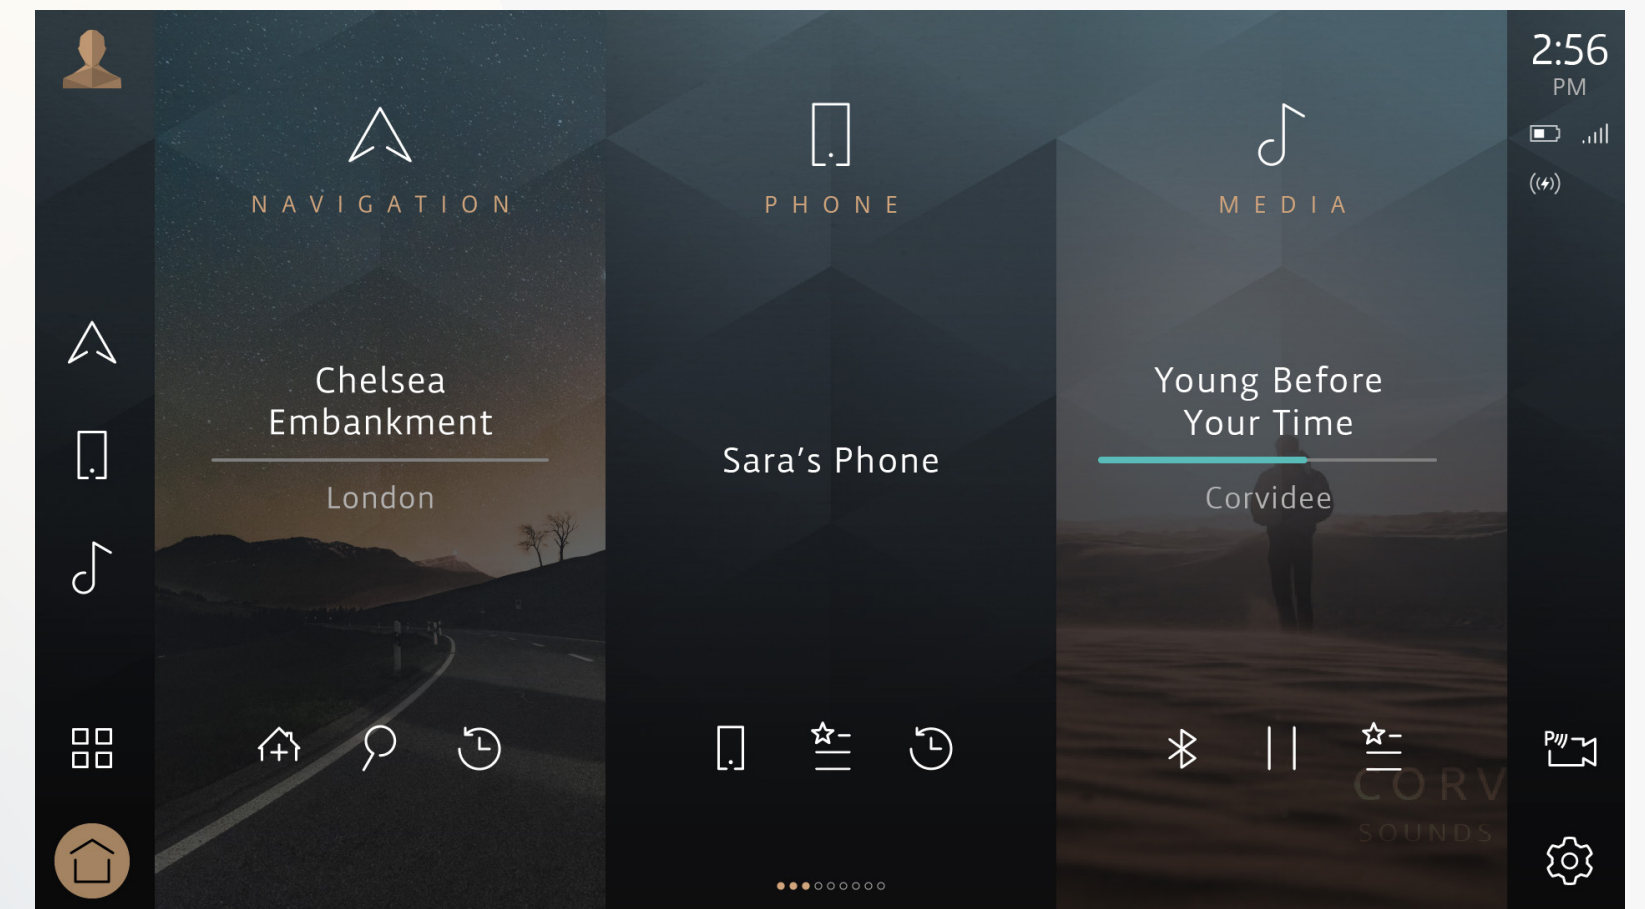 2:56
PM
NAVIGATION
PHONE
MEDIA
Chelsea
Embankment
London
Sara's Phone
Young Before
Your Time
Corvidee
P
CORV
SOUNDS